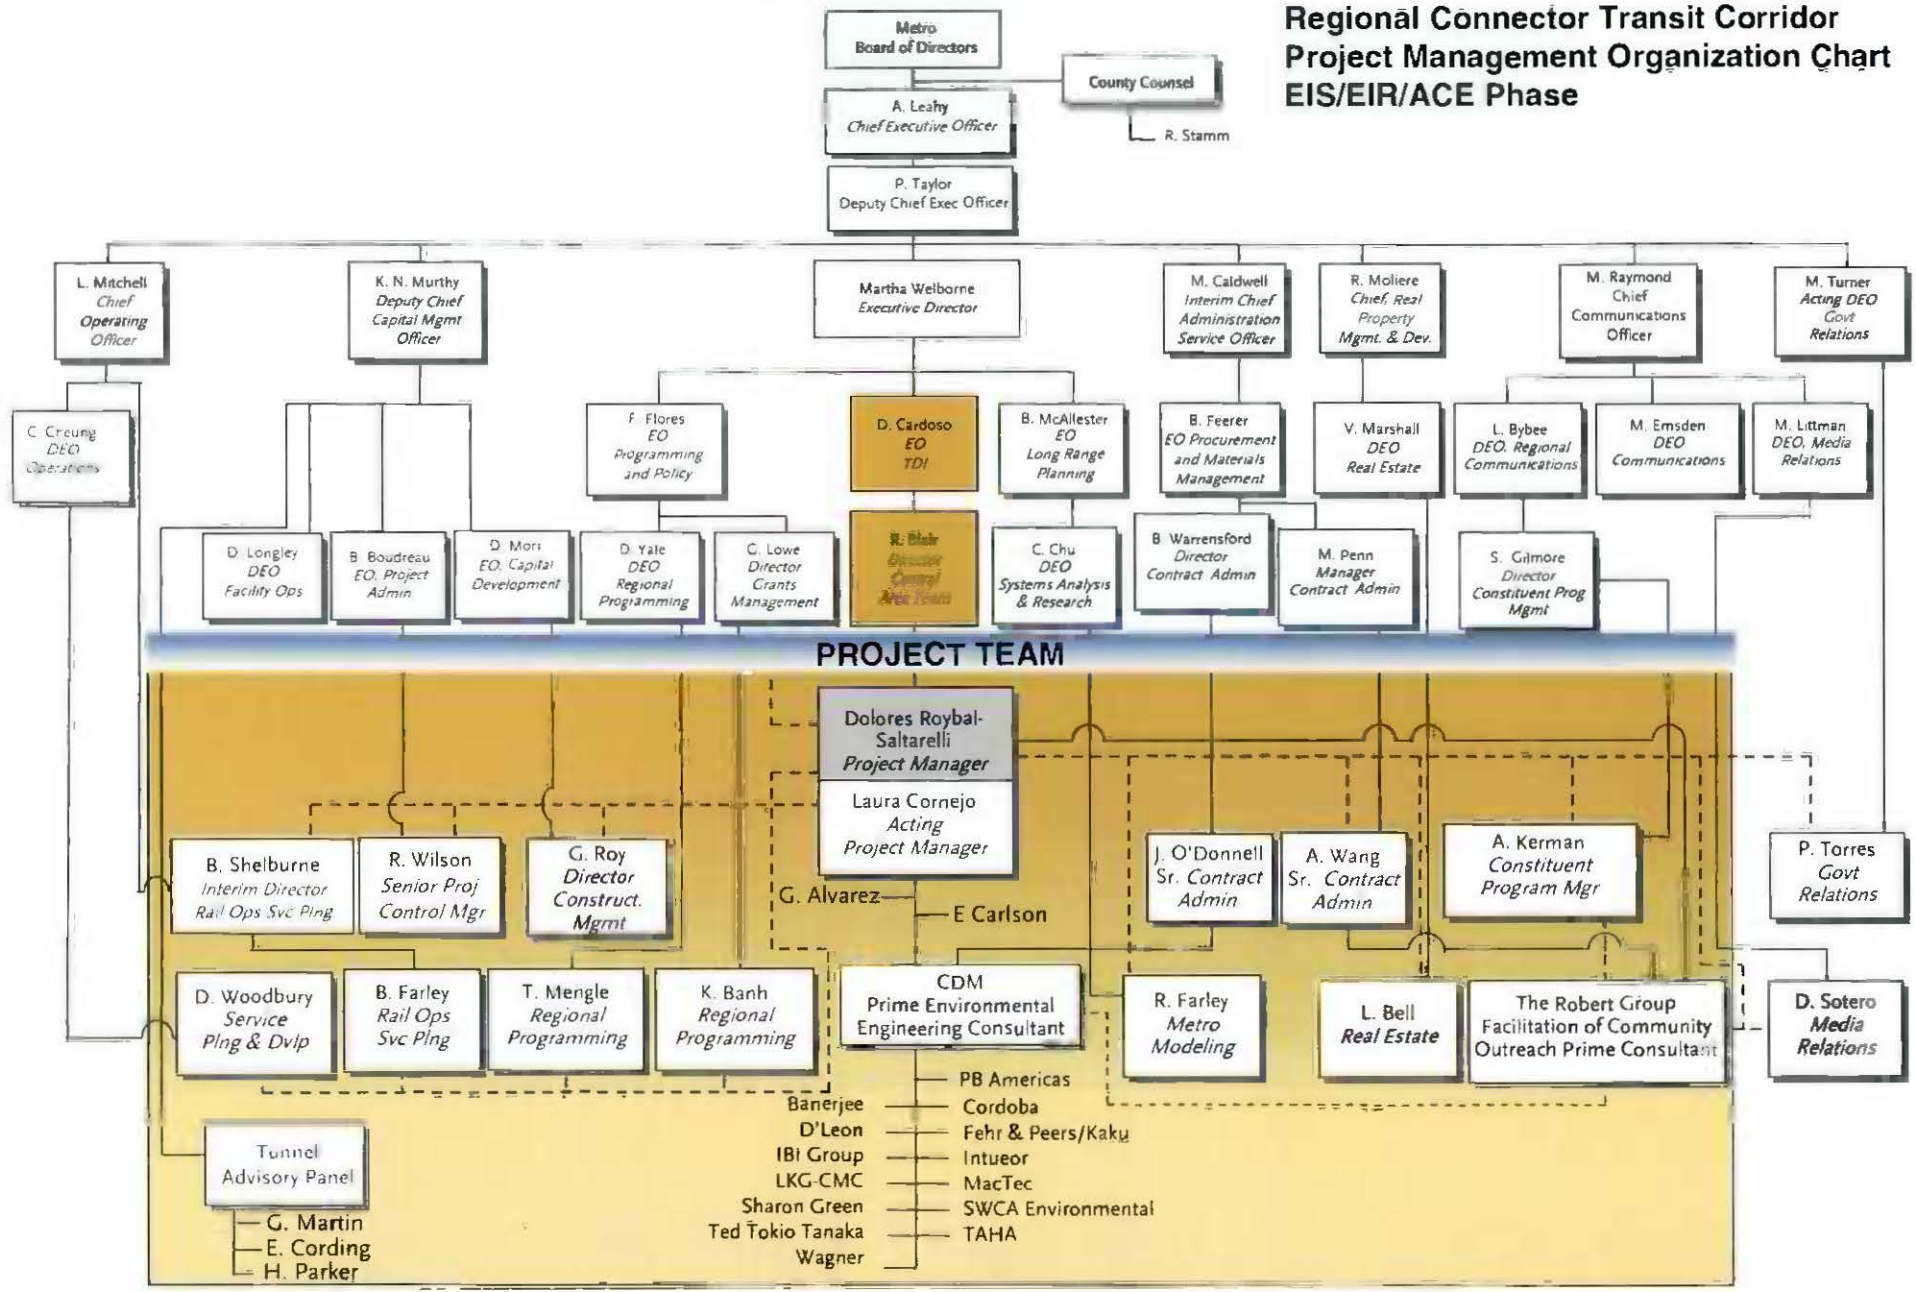 Regional Connector Transit Corridor
Project Management Organization Chart
EIS/EIR/ACE Phase
Metro
Board of Directors
County Counsel
R. Stamm
A. Leahy
Chief Executive Officer
P. Taylor
Deputy Chief Exec Officer
L. Mitchell
Chief
Operating
Officer
K. N. Murthy
Deputy Chief
Capital Mgmt
Officer
Martha Welborne
Executive Director
M. Caldwell
Interim Chief
Administration
Service Officer
R. Moliere
Chief, Real
Property
Mgmt. & Dev.
M. Raymond
Chief
Communications
Officer
M. Turner
Acting DEO
Govt
Relations
C. Cheung
DEO
Operations
F. Flores
EO
Programming
and Policy
D. Cardoso
EO
TDI
B. McAllester
EO
Long Range
Planning
B. Feerer
EO Procurement
and Materials
Management
V. Marshall
DEO
Real Estate
L. Bybee
DEO. Regional
Communications
M. Emsden
DEO
Communications
M. Littman
DEO, Media
Relations
D. Longley
DEO
Facility Ops
B. Boudreau
EO. Project
Admin
D. Mori
EO. Capital
Development
D. Yale
DEO
Regional
Programming
G. Lowe
Director
Grants
Management
R. Blair
Director
Central
Area Team
C. Chu
DEO
Systems Analysis
& Research
B. Warrensford
Director
Contract Admin
M. Penn
Manager
Contract Admin
S. Gilmore
Director
Constituent Prog
Mgmt
PROJECT TEAM
Dolores Roybal-
Saltarelli
Project Manager
Laura Cornejo
Acting
Project Manager
B. Shelburne
Interim Director
Rail Ops Svc Plng
R. Wilson
Senior Proj
Control Mgr
G. Roy
Director
Construct.
Mgmt
J. O'Donnell
Sr. Contract
Admin
A. Wang
Sr. Contract
Admin
A. Kerman
Constituent
Program Mgr
P. Torres
Govt
Relations
G. Alvarez
E Carlson
D. Woodbury
Service
Plng & Dvlp
B. Farley
Rail Ops
Svc Plng
T. Mengle
Regional
Programming
K. Banh
Regional
Programming
CDM
Prime Environmental
Engineering Consultant
R. Farley
Metro
Modeling
L. Bell
Real Estate
The Robert Group
Facilitation of Community
Outreach Prime Consultant
D. Sotero
Media
Relations
PB Americas
Banerjee
Cordoba
D'Leon
Fehr & Peers/Kaku
IBI Group
Intueor
LKG-CMC
MacTec
Sharon Green
SWCA Environmental
Ted Tokio Tanaka
TAHA
Wagner
Tunnel
Advisory Panel
G. Martin
E. Cording
H. Parker